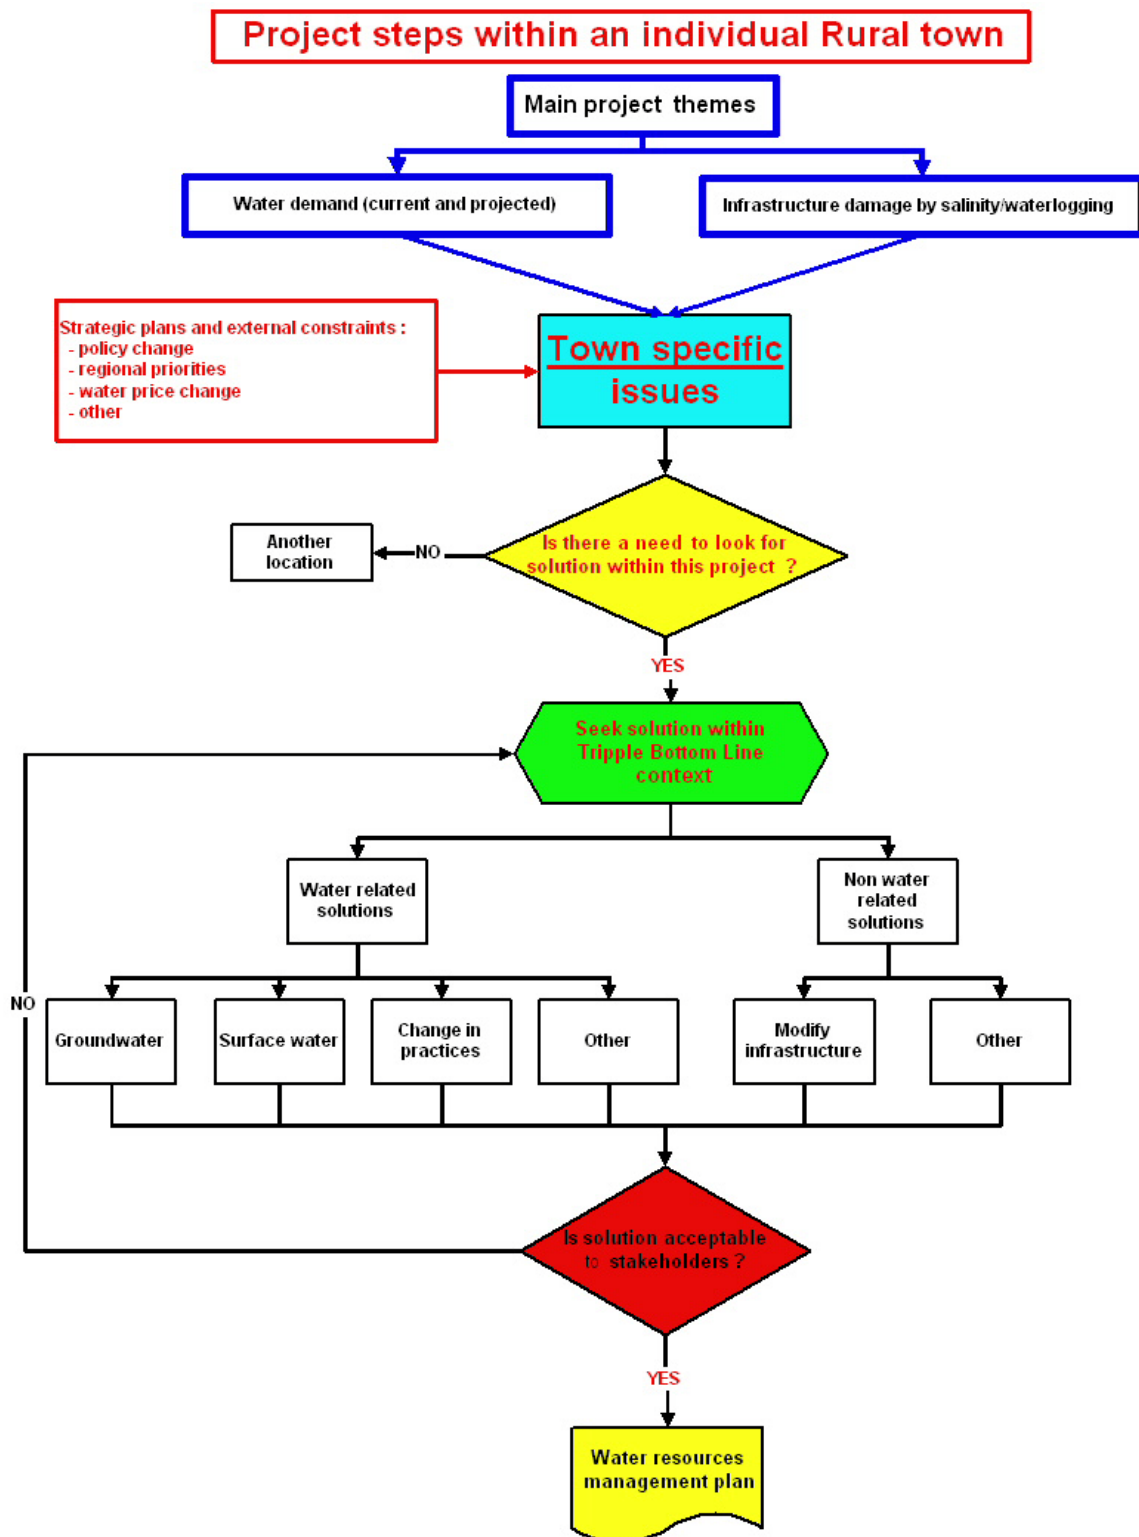 Project steps within an individual Rural town
Main project themes
Water demand (current and projected)
Infrastructure damage by salinity/waterlogging
Strategic plans and external constraints :
- policy change
- regional priorities
- water price change
- other
Town specific
issues
Is there a need to look for
solution within this project ?
NO
Another
location
YES
Seek solution within
Tripple Bottom Line
context
Water related
solutions
Non water
related
solutions
NO
Groundwater
Surface water
Change in
practices
Other
Modify
infrastructure
Other
Is solution acceptable
to stakeholders ?
YES
Water resources
management plan